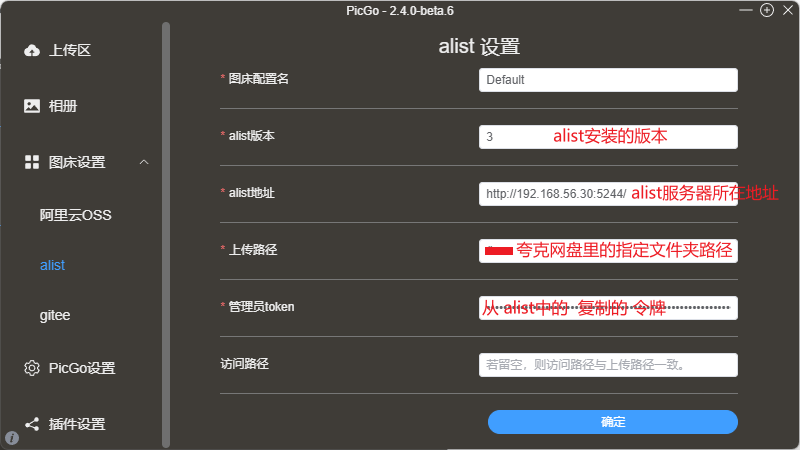 PicGo - 2.4.0-beta.6
上传区
相册
图床设置
阿里云OSS
alist
gitee
PicGo设置
插件设置
alist 设置
* 图床配置名
Default
* alist版本
3 alist安装的版本
* alist地址
http://192.168.56.30:5244/ alist服务器所在地址
* 上传路径
夸克网盘里的指定文件夹路径
* 管理员token
从 alist中的 复制的 令牌
访问路径
若留空，则访问路径与上传路径一致。
确定